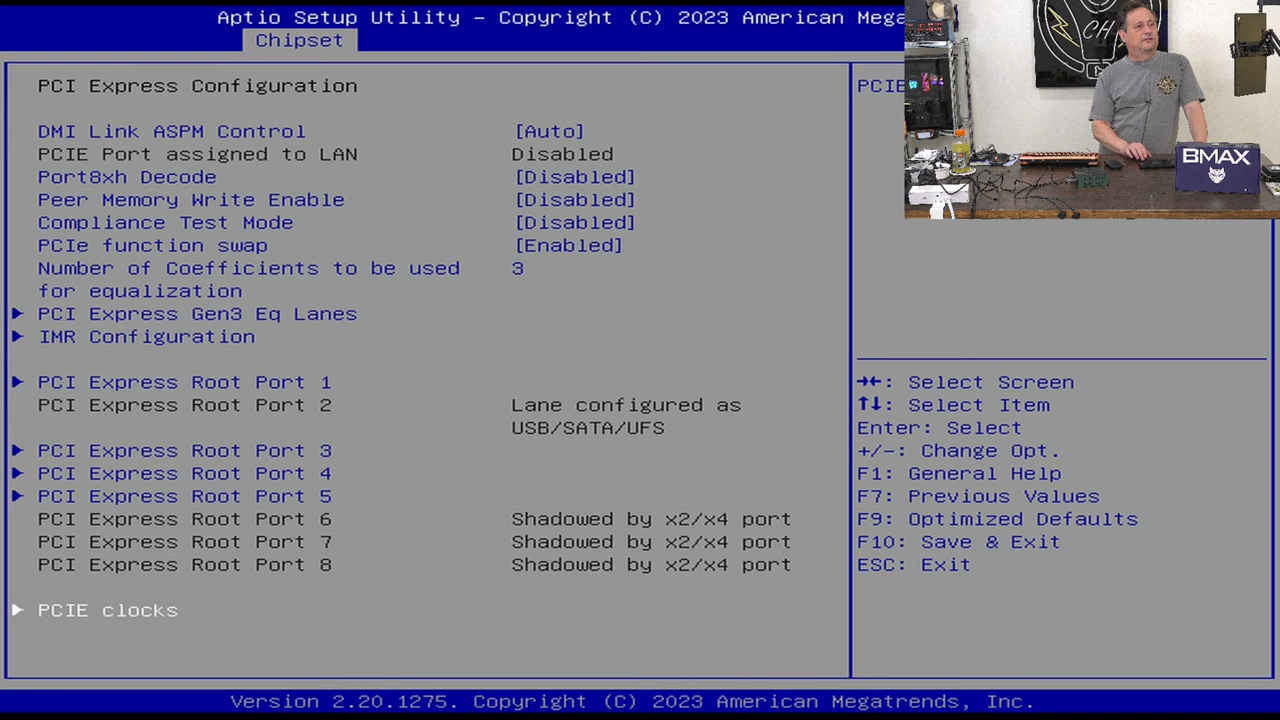 Aptio Setup Utility – Copyright (C) 2023 American
Chipset
PCI Express Configuration
DMI Link ASPM Control [Auto]
PCIE Port assigned to LAN Disabled
Port8xh Decode [Disabled]
Peer Memory Write Enable [Disabled]
Compliance Test Mode [Disabled]
PCIe function swap [Enabled]
Number of Coefficients to be used 3
for equalization
PCI Express Gen3 Eq Lanes
IMR Configuration
PCI Express Root Port 1
PCI Express Root Port 2 Lane configured as
USB/SATA/UFS
PCI Express Root Port 3
PCI Express Root Port 4
PCI Express Root Port 5
PCI Express Root Port 6 Shadowed by x2/x4 port
PCI Express Root Port 7 Shadowed by x2/x4 port
PCI Express Root Port 8 Shadowed by x2/x4 port
PCIE clocks
PCIE
→←: Select Screen
↑↓: Select Item
Enter: Select
+/-: Change Opt.
F1: General Help
F7: Previous Values
F9: Optimized Defaults
F10: Save & Exit
ESC: Exit
Version 2.20.1275. Copyright (C) 2023 American Megatrends, Inc.
BMAX